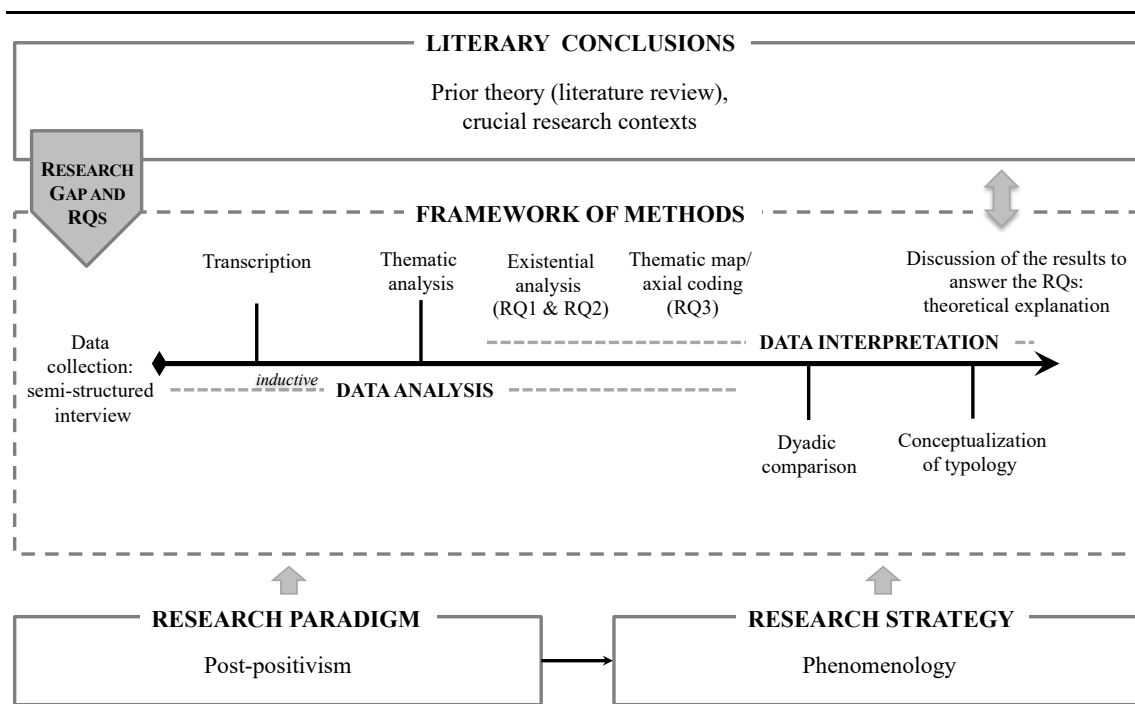 LITERARY CONCLUSIONS
Prior theory (literature review),
crucial research contexts
RESEARCH
GAP AND
RQS
FRAMEWORK OF METHODS
Transcription
Thematic
analysis
Existential
analysis
(RQ1 & RQ2)
Thematic map/
axial coding
(RQ3)
Discussion of the results to
answer the RQs:
theoretical explanation
Data
collection:
semi-structured
interview
DATA INTERPRETATION
inductive
DATA ANALYSIS
Dyadic
comparison
Conceptualization
of typology
RESEARCH PARADIGM
Post-positivism
RESEARCH STRATEGY
Phenomenology